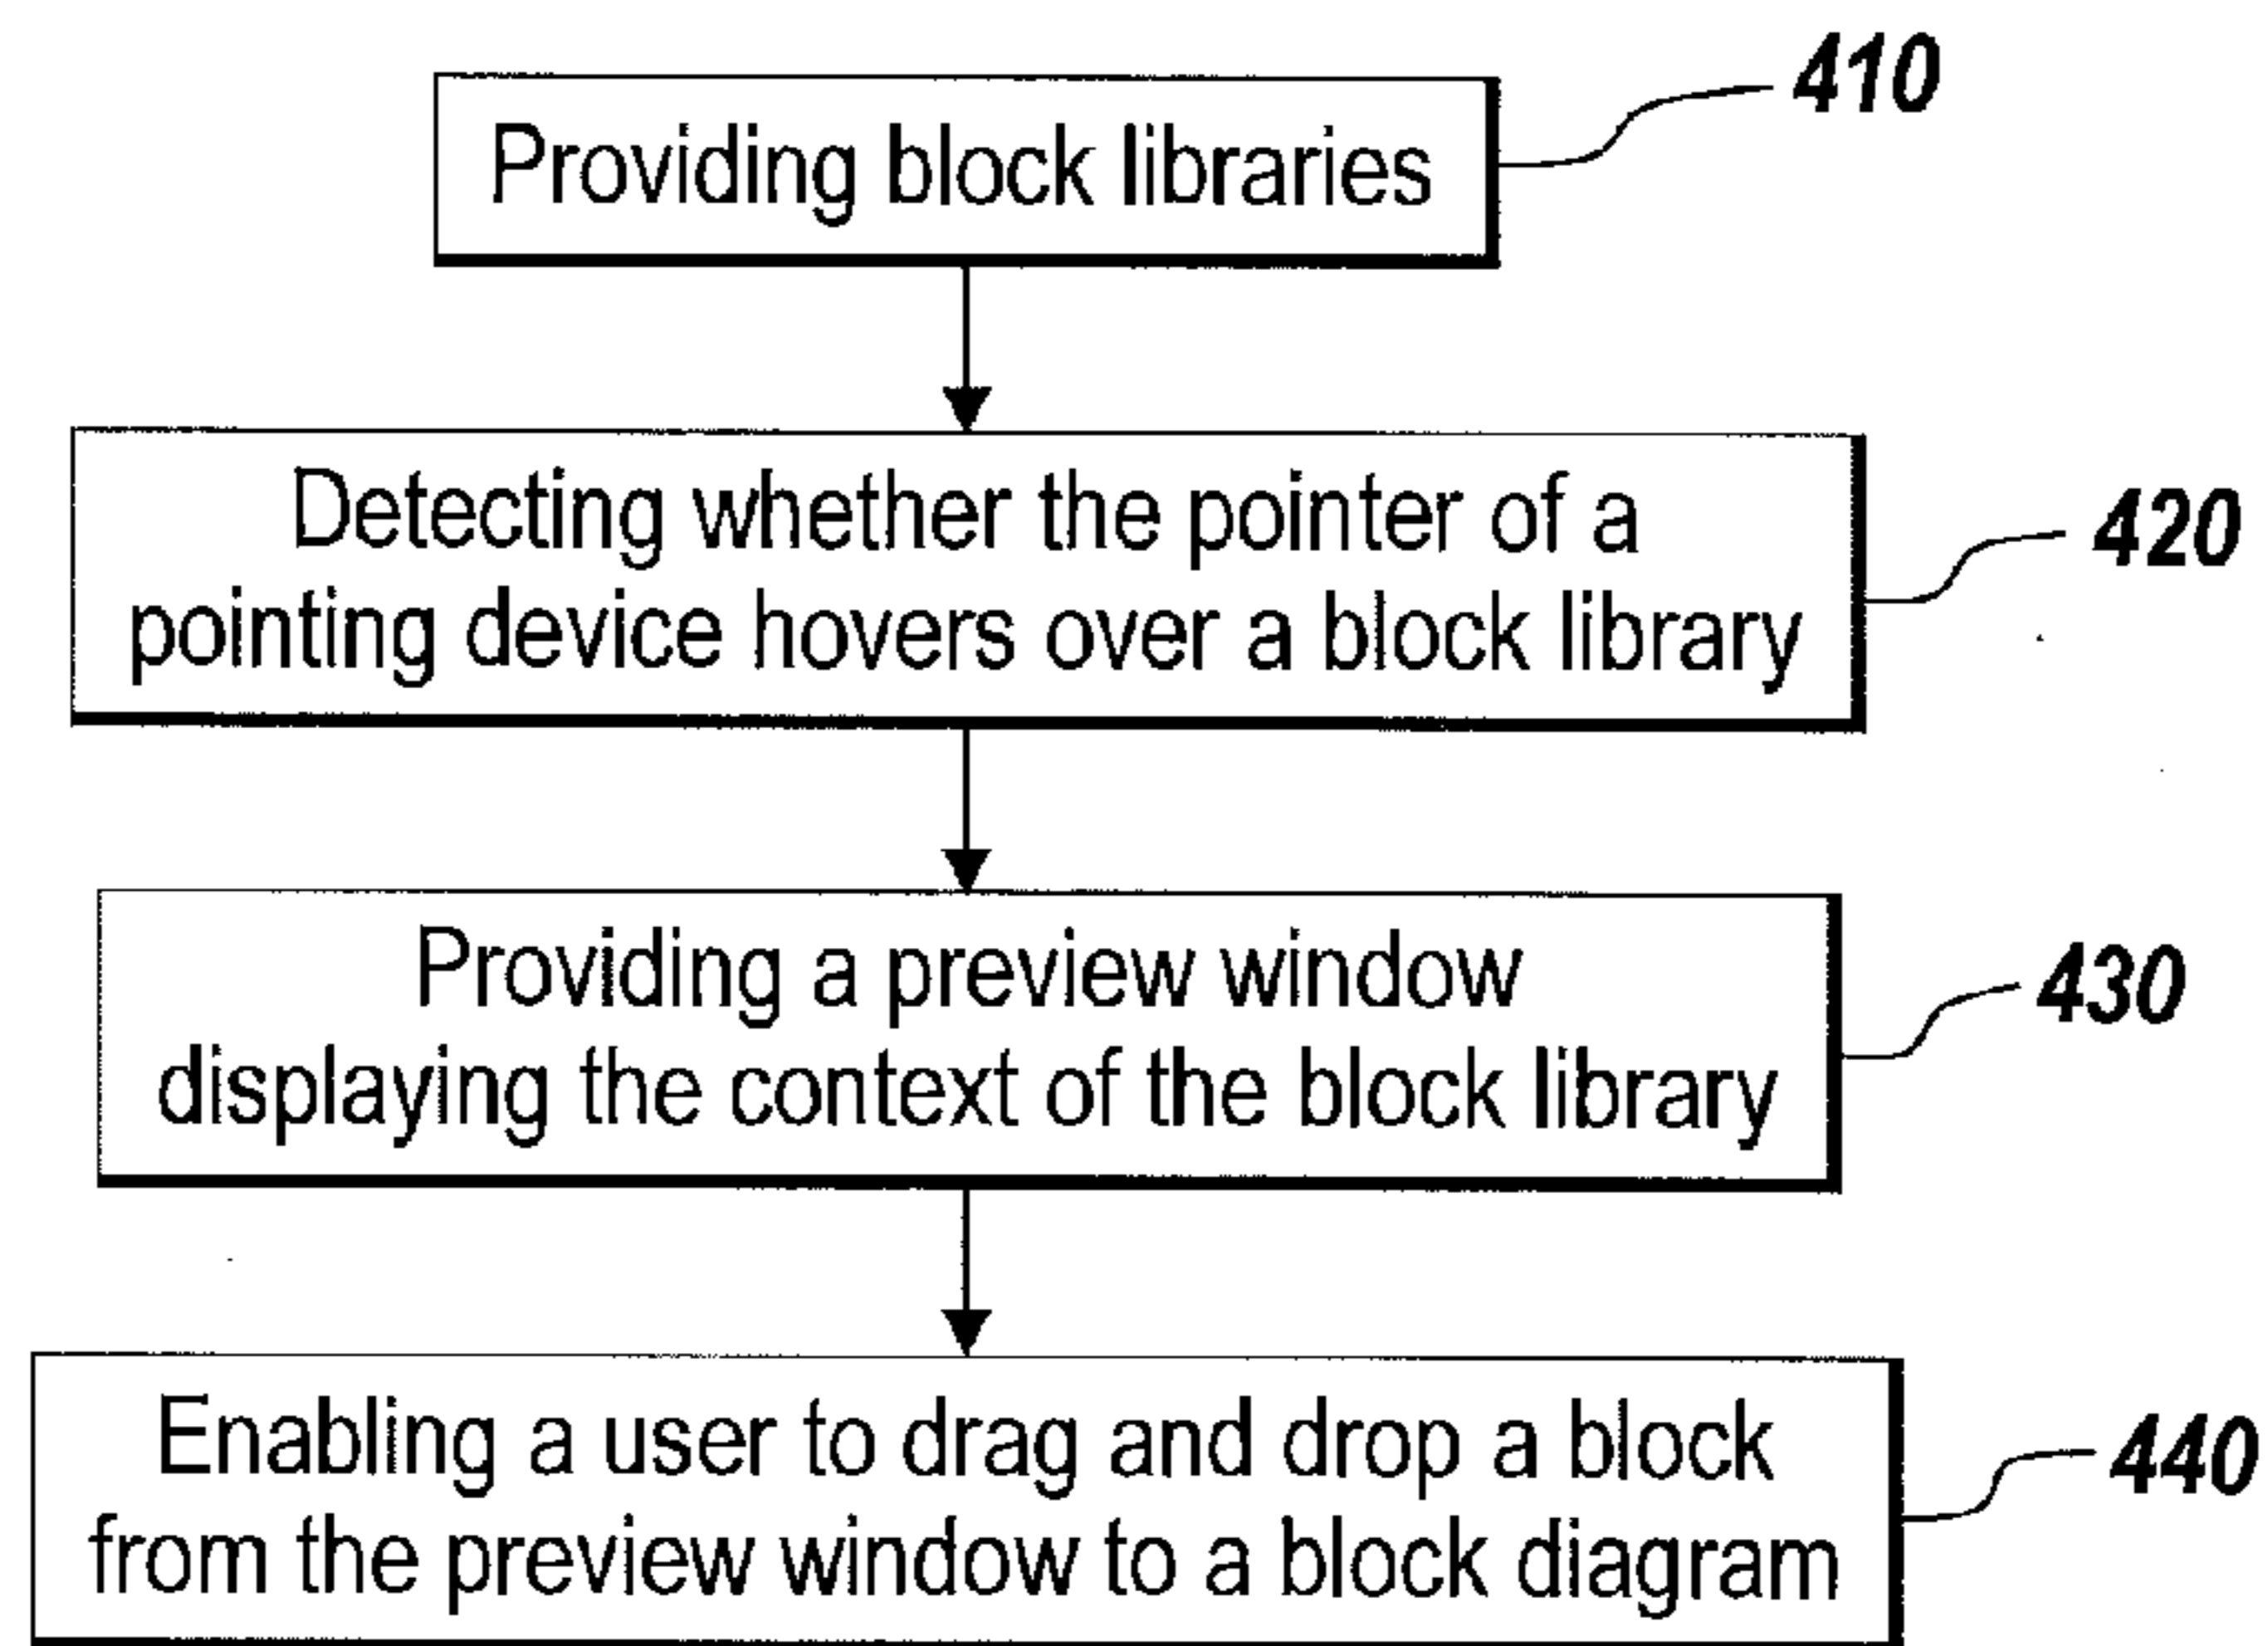 Providing block libraries
410
Detecting whether the pointer of a
pointing device hovers over a block library
420
Providing a preview window
displaying the context of the block library
430
Enabling a user to drag and drop a block
from the preview window to a block diagram
440